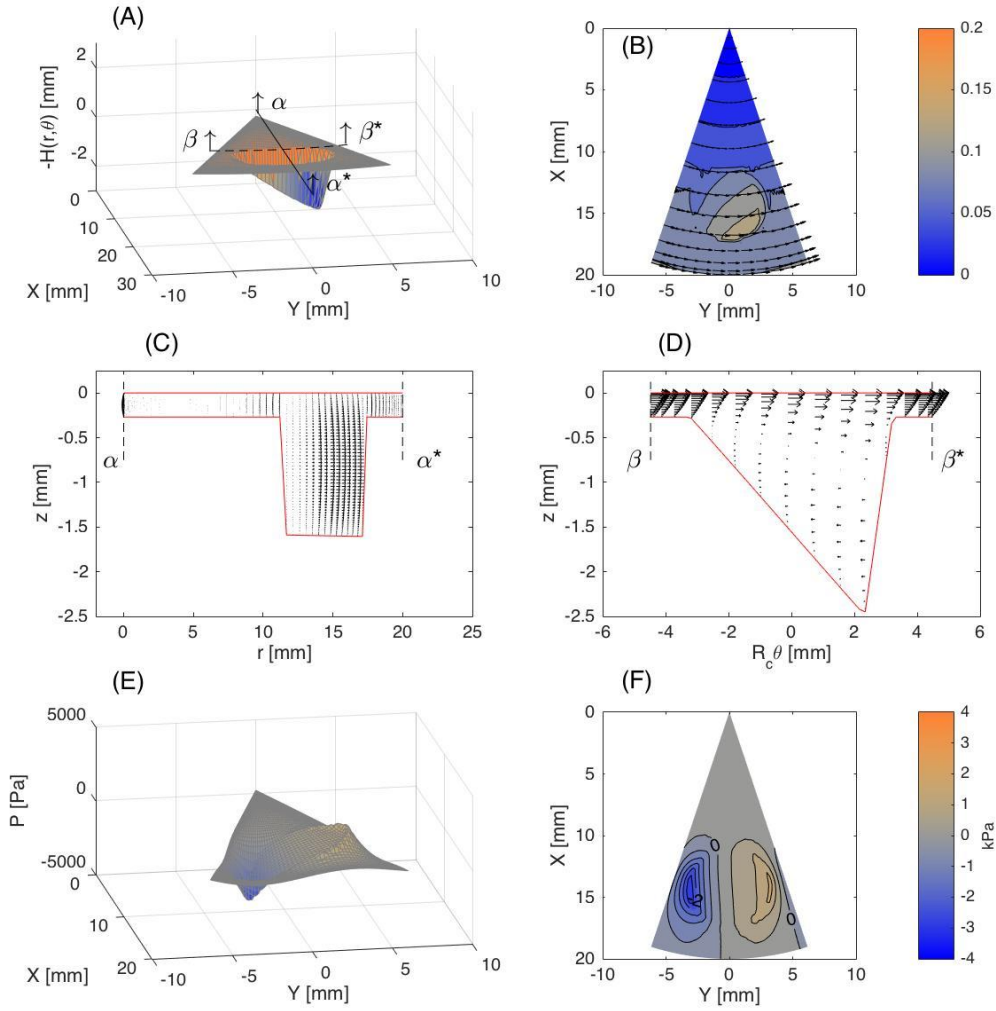 (A)
2
0
-2
0
10
20
30
-10
-5
0
5
10
-H(r,θ) [mm]
X [mm]
Y [mm]
α
β
β*
α*
(B)
0
5
10
15
20
-10
-5
0
5
10
X [mm]
Y [mm]
0.2
0.15
0.1
0.05
0
(C)
0
-0.5
-1
-1.5
-2
-2.5
0
5
10
15
20
25
z [mm]
r [mm]
α
α*
(D)
0
-0.5
-1
-1.5
-2
-2.5
-6
-4
-2
0
2
4
6
z [mm]
R_cθ [mm]
β
β*
(E)
5000
0
-5000
0
10
20
-10
-5
0
5
10
P [Pa]
X [mm]
Y [mm]
(F)
0
5
10
15
20
-10
-5
0
5
10
X [mm]
Y [mm]
0
0
4
3
2
1
0
-1
-2
-3
-4
kPa